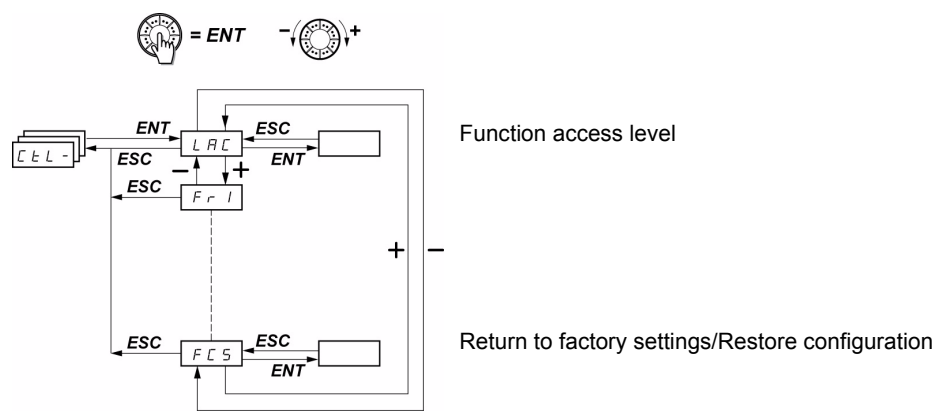 = ENT
- +
ENT
ESC
CtL-
LAC
ESC
ENT
Function access level
- +
ESC
Fr1
+ -
ESC
FCS
ESC
ENT
Return to factory settings/Restore configuration